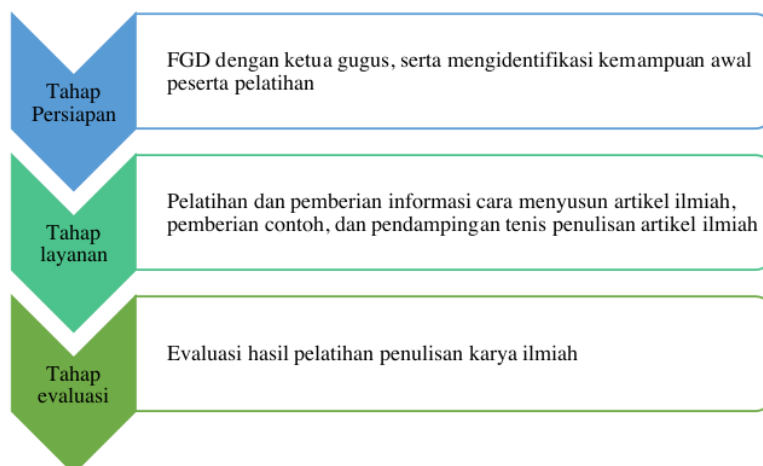 Tahap
Persiapan
FGD dengan ketua gugus, serta mengidentifikasi kemampuan awal
peserta pelatihan
Tahap
layanan
Pelatihan dan pemberian informasi cara menyusun artikel ilmiah,
pemberian contoh, dan pendampingan tenis penulisan artikel ilmiah
Tahap
evaluasi
Evaluasi hasil pelatihan penulisan karya ilmiah